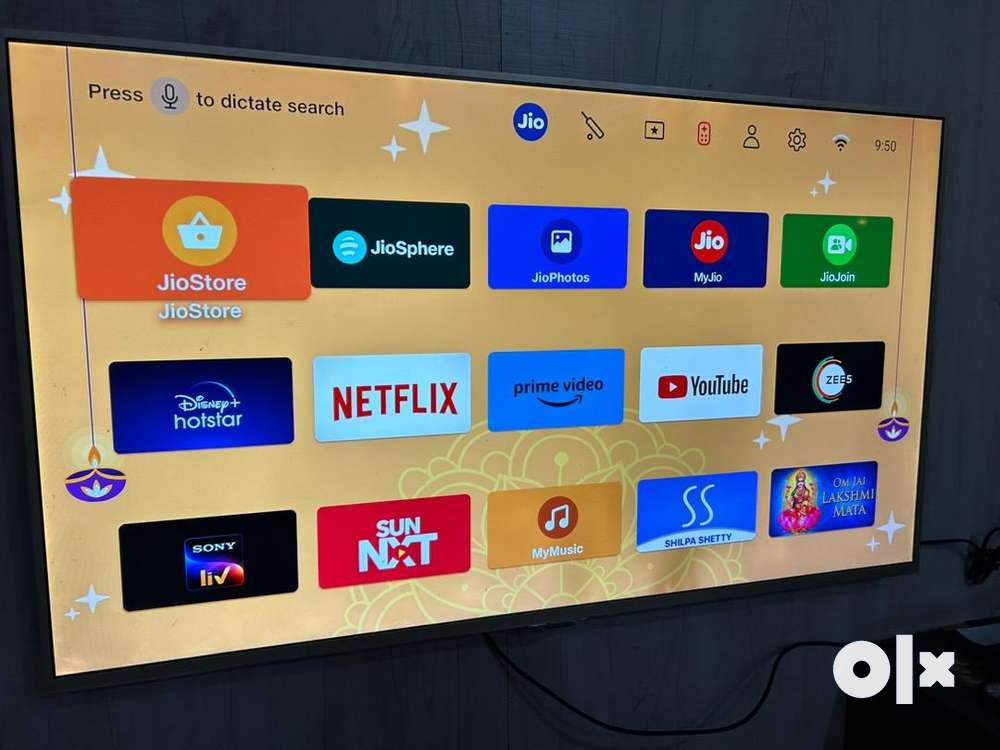 Press to dictate search
Jio
9:50
JioStore
JioStore
JioSphere
JioPhotos
Jio
MyJio
JioJoin
Disney+
hotstar
NETFLIX
prime video
YouTube
ZEE5
SONY
liv
SUN
NXT
MyMusic
SS
SHILPA SHETTY
OM JAI
LAKSHMI
MATA
olx